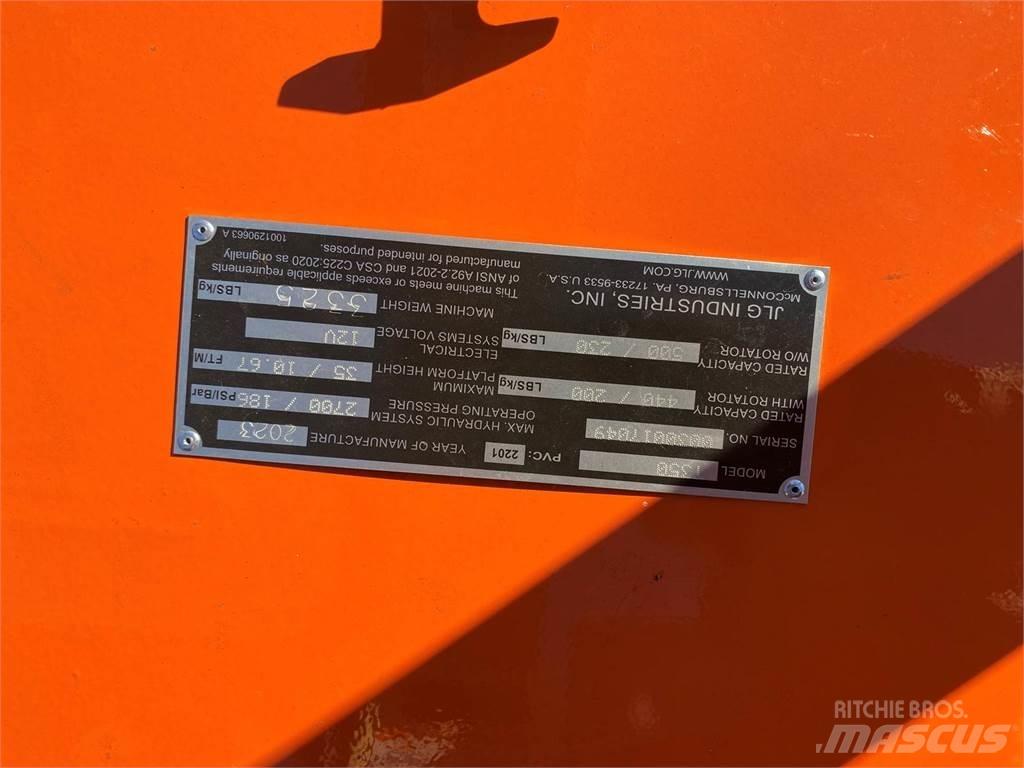 MODEL T350
PVC: 2201
SERIAL NO. 0030017049
RATED CAPACITY
WITH ROTATOR 440 / 200 LBS/kg
RATED CAPACITY
W/O ROTATOR 500 / 230 LBS/kg
JLG INDUSTRIES, INC.
McCONNELLSBURG, PA. 17233-9533 U.S.A
WWW.JLG.COM
YEAR OF MANUFACTURE 2023
MAX. HYDRAULIC SYSTEM
OPERATING PRESSURE 2700 / 186 PSI/Bar
MAXIMUM
PLATFORM HEIGHT 35 / 10.67 FT/M
ELECTRICAL
SYSTEMS VOLTAGE 12V
MACHINE WEIGHT 3325 LBS/kg
This machine meets or exceeds applicable requirements
of ANSI A92.2-2021 and CSA C225:2020 as originally
manufactured for intended purposes.
1001290663 A
RITCHIE BROS.
MASCUS